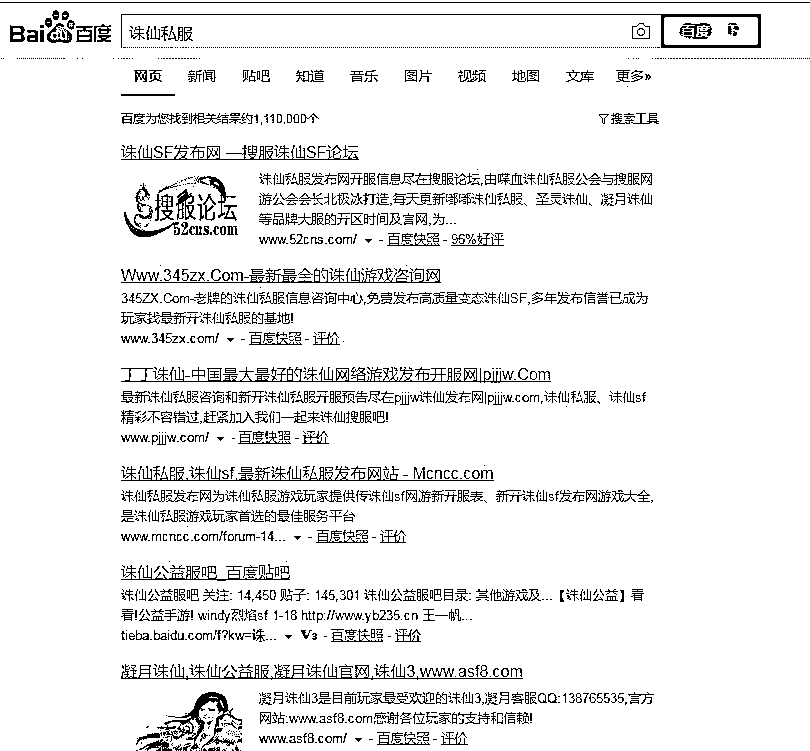 Bai百度 诛仙私服 百度
网页 新闻 贴吧 知道 音乐 图片 视频 地图 文库 更多»
百度为您找到相关结果约1,110,000个 搜索工具
诛仙SF发布网 —搜服诛仙SF论坛
搜服论坛
52cns.com
诛仙私服发布网开服信息尽在搜服论坛,由喋血诛仙私服公会与搜服网
游公会会长北极冰打造,每天更新嘟嘟诛仙私服、圣灵诛仙、凝月诛仙
等品牌大服的开区时间及官网,为...
www.52cns.com/ - 百度快照 - 95%好评
Www.345zx.Com-最新最全的诛仙游戏咨询网
345ZX.Com-老牌的诛仙私服信息咨询中心,免费发布高质量变态诛仙SF,多年发布信誉已成为
玩家找最新开诛仙私服的基地!
www.345zx.com/ - 百度快照 - 评价
丁丁诛仙-中国最大最好的诛仙网络游戏发布开服网|pjjjw.Com
最新诛仙私服咨询和新开诛仙私服开服预告尽在pjjjw诛仙发布网|pjjjw.com,诛仙私服、诛仙sf
精彩不容错过,赶紧加入我们一起来诛仙搜服吧!
www.pjjjw.com/ - 百度快照 - 评价
诛仙私服,诛仙sf,最新诛仙私服发布网站 - Mcncc.com
诛仙私服发布网为诛仙私服游戏玩家提供传诛仙sf网游新开服表、新开诛仙sf发布网游戏大全,
是诛仙私服游戏玩家首选的最佳服务平台
www.mcncc.com/forum-14... - 百度快照 - 评价
诛仙公益服吧_百度贴吧
诛仙公益服吧 关注: 14,450 贴子: 145,301 诛仙公益服吧目录: 其他游戏及...【诛仙公益】看
看!公益手游! windy烈焰sf 1-18 http://www.yb235.cn 王一帆...
tieba.baidu.com/f?kw=诛... V3 - 百度快照 - 评价
凝月诛仙,诛仙公益服,凝月诛仙官网,诛仙3,www.asf8.com
凝月诛仙3是目前玩家最受欢迎的诛仙3,凝月客服QQ:138765535,官方
网站:www.asf8.com感谢各位玩家的支持和信赖!
www.asf8.com/ - 百度快照 - 评价